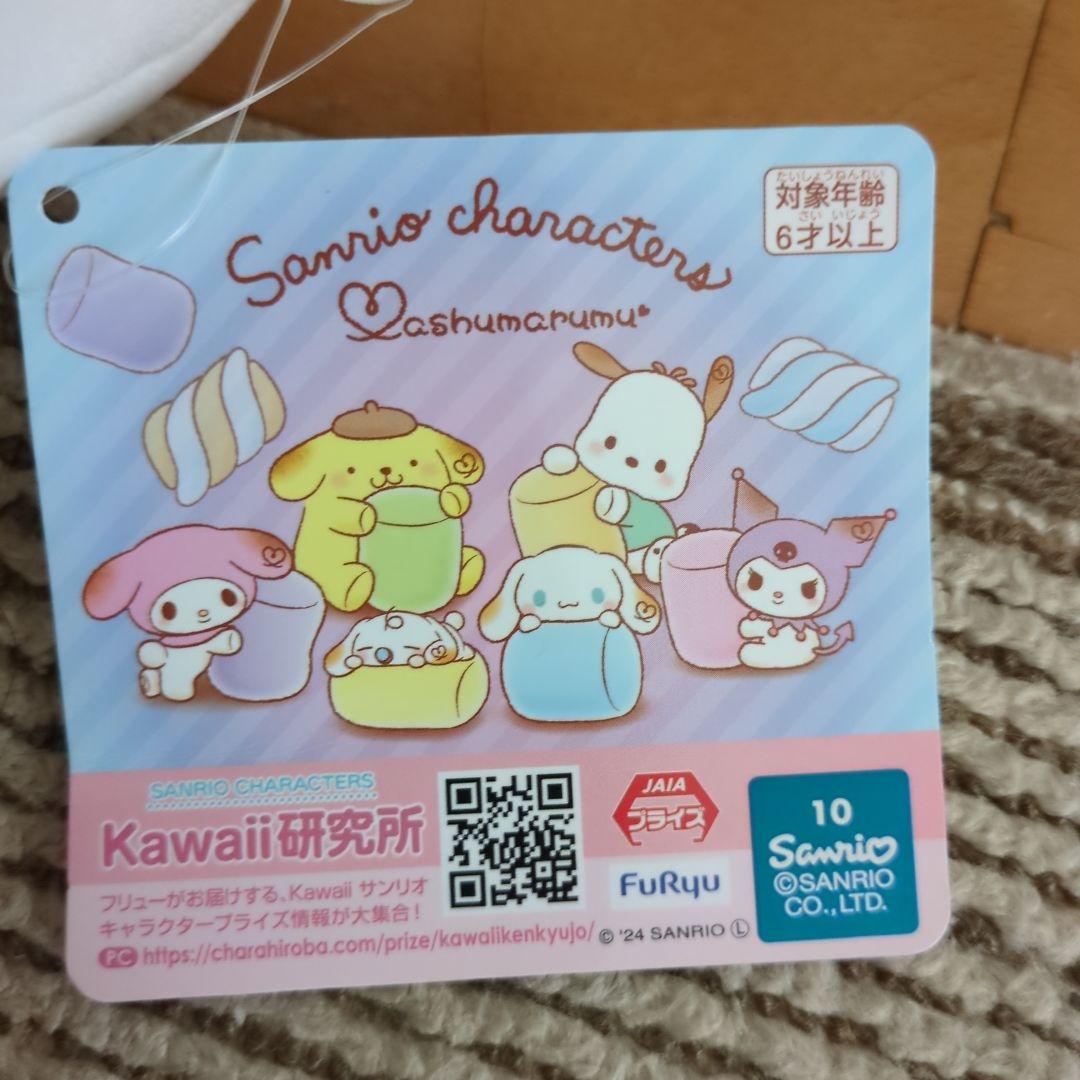 たいしょうねんれい
対象年齢
さい いじょう
6才以上
Sanrio characters
Mashumarumu
SANRIO CHARACTERS
Kawaii研究所
フリューがお届けする、Kawaii サンリオ
キャラクタープライズ情報が大集合!
PC https://charahiroba.com/prize/kawaiikenkyujo/
JAIA
プライズ
FuRyu
© '24 SANRIO Ⓛ
10
Sanrio
©SANRIO
CO., LTD.